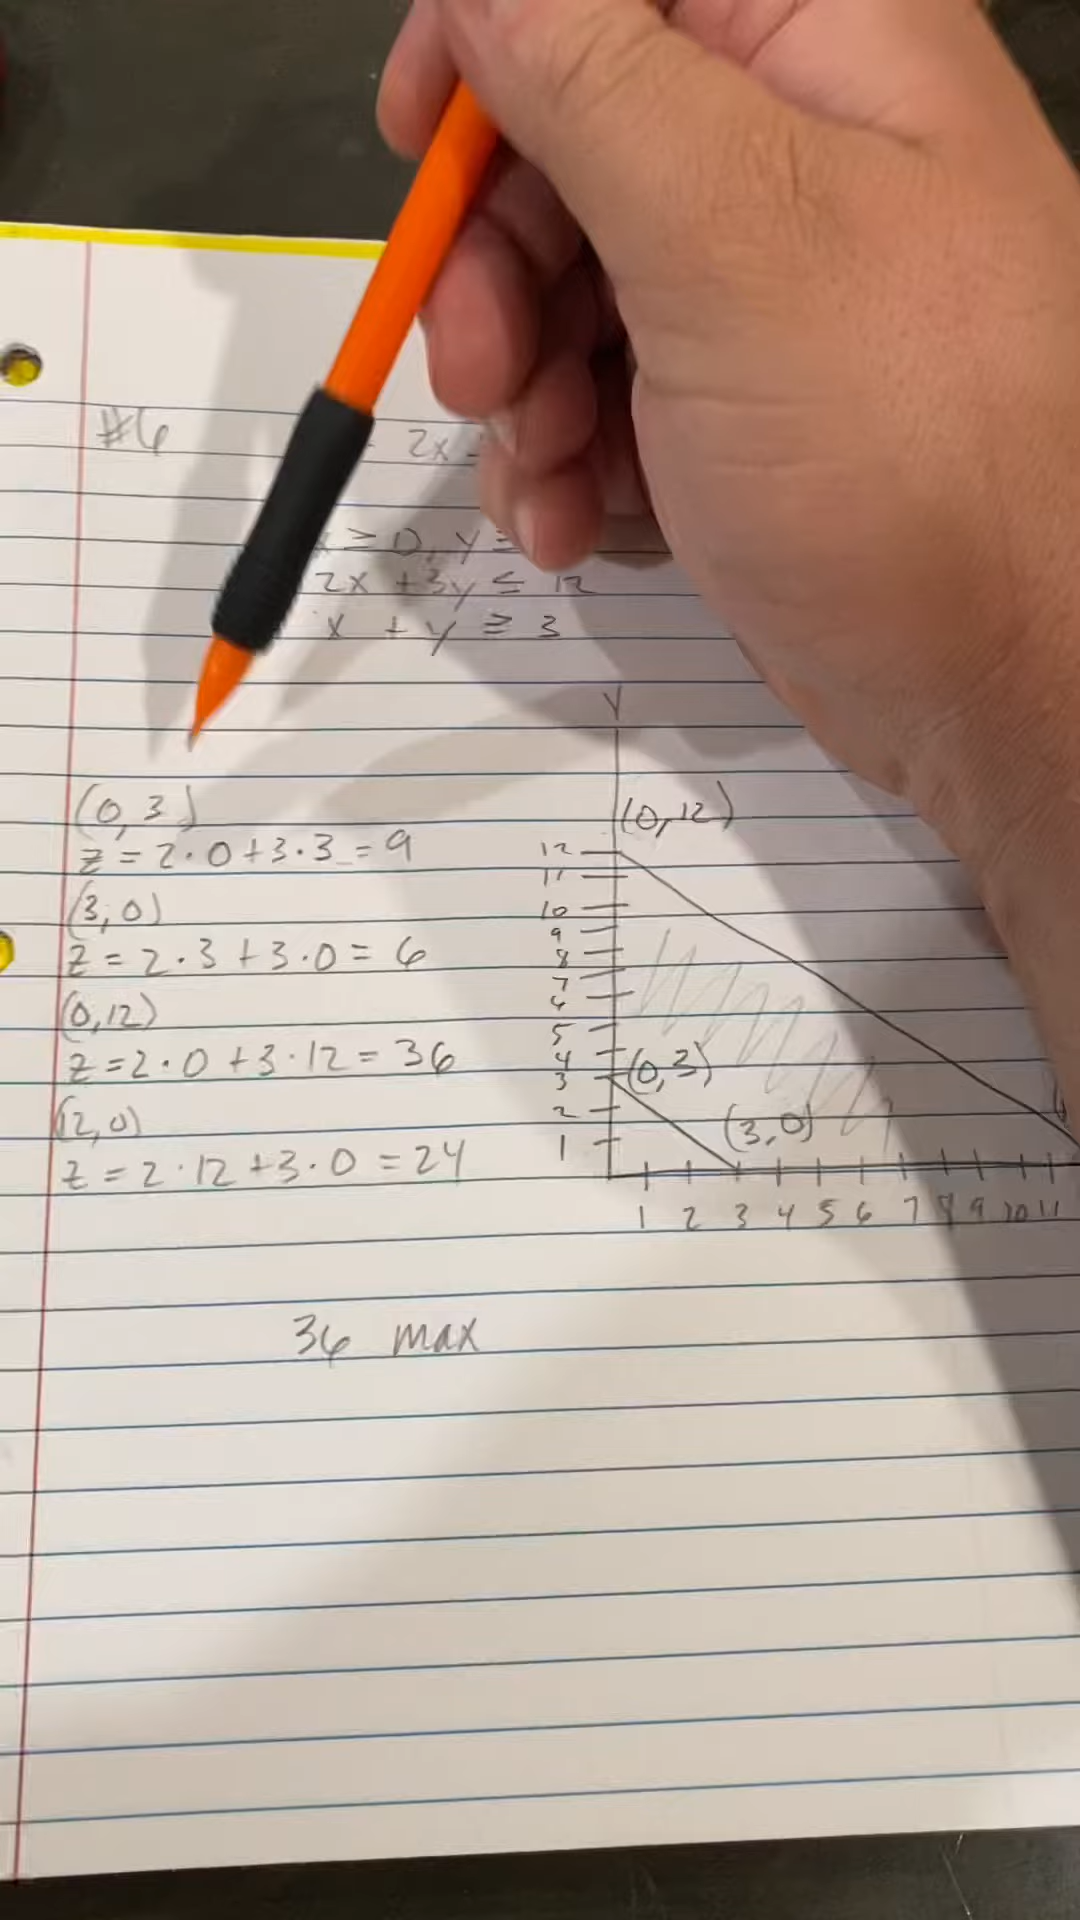 #6
2x
x ≥ 0, y ≥
2x + 3y ≤ 12
x + y ≥ 3
(0, 3)
z = 2·0+3·3 = 9
(3, 0)
z = 2·3+3·0 = 6
(0,12)
z=2·0+3·12=36
(12,0)
z = 2·12+3·0 = 24
y
(0,12)
12
11
10
9
8
7
6
5
4
3
2
1
(0,3)
(3,0)
1 2 3 4 5 6 7 8 9 10 11
36 max